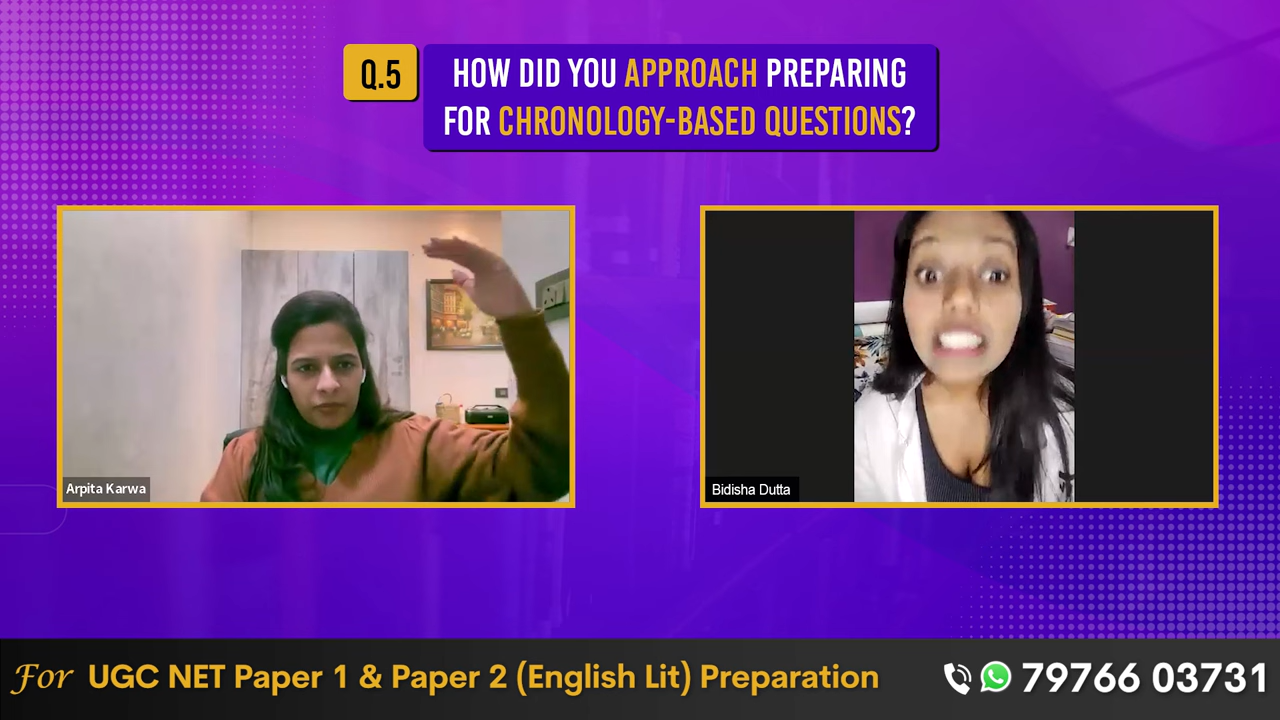 Q.5
HOW DID YOU APPROACH PREPARING
FOR CHRONOLOGY-BASED QUESTIONS?
Arpita Karwa
Bidisha Dutta
For UGC NET Paper 1 & Paper 2 (English Lit) Preparation
79766 03731